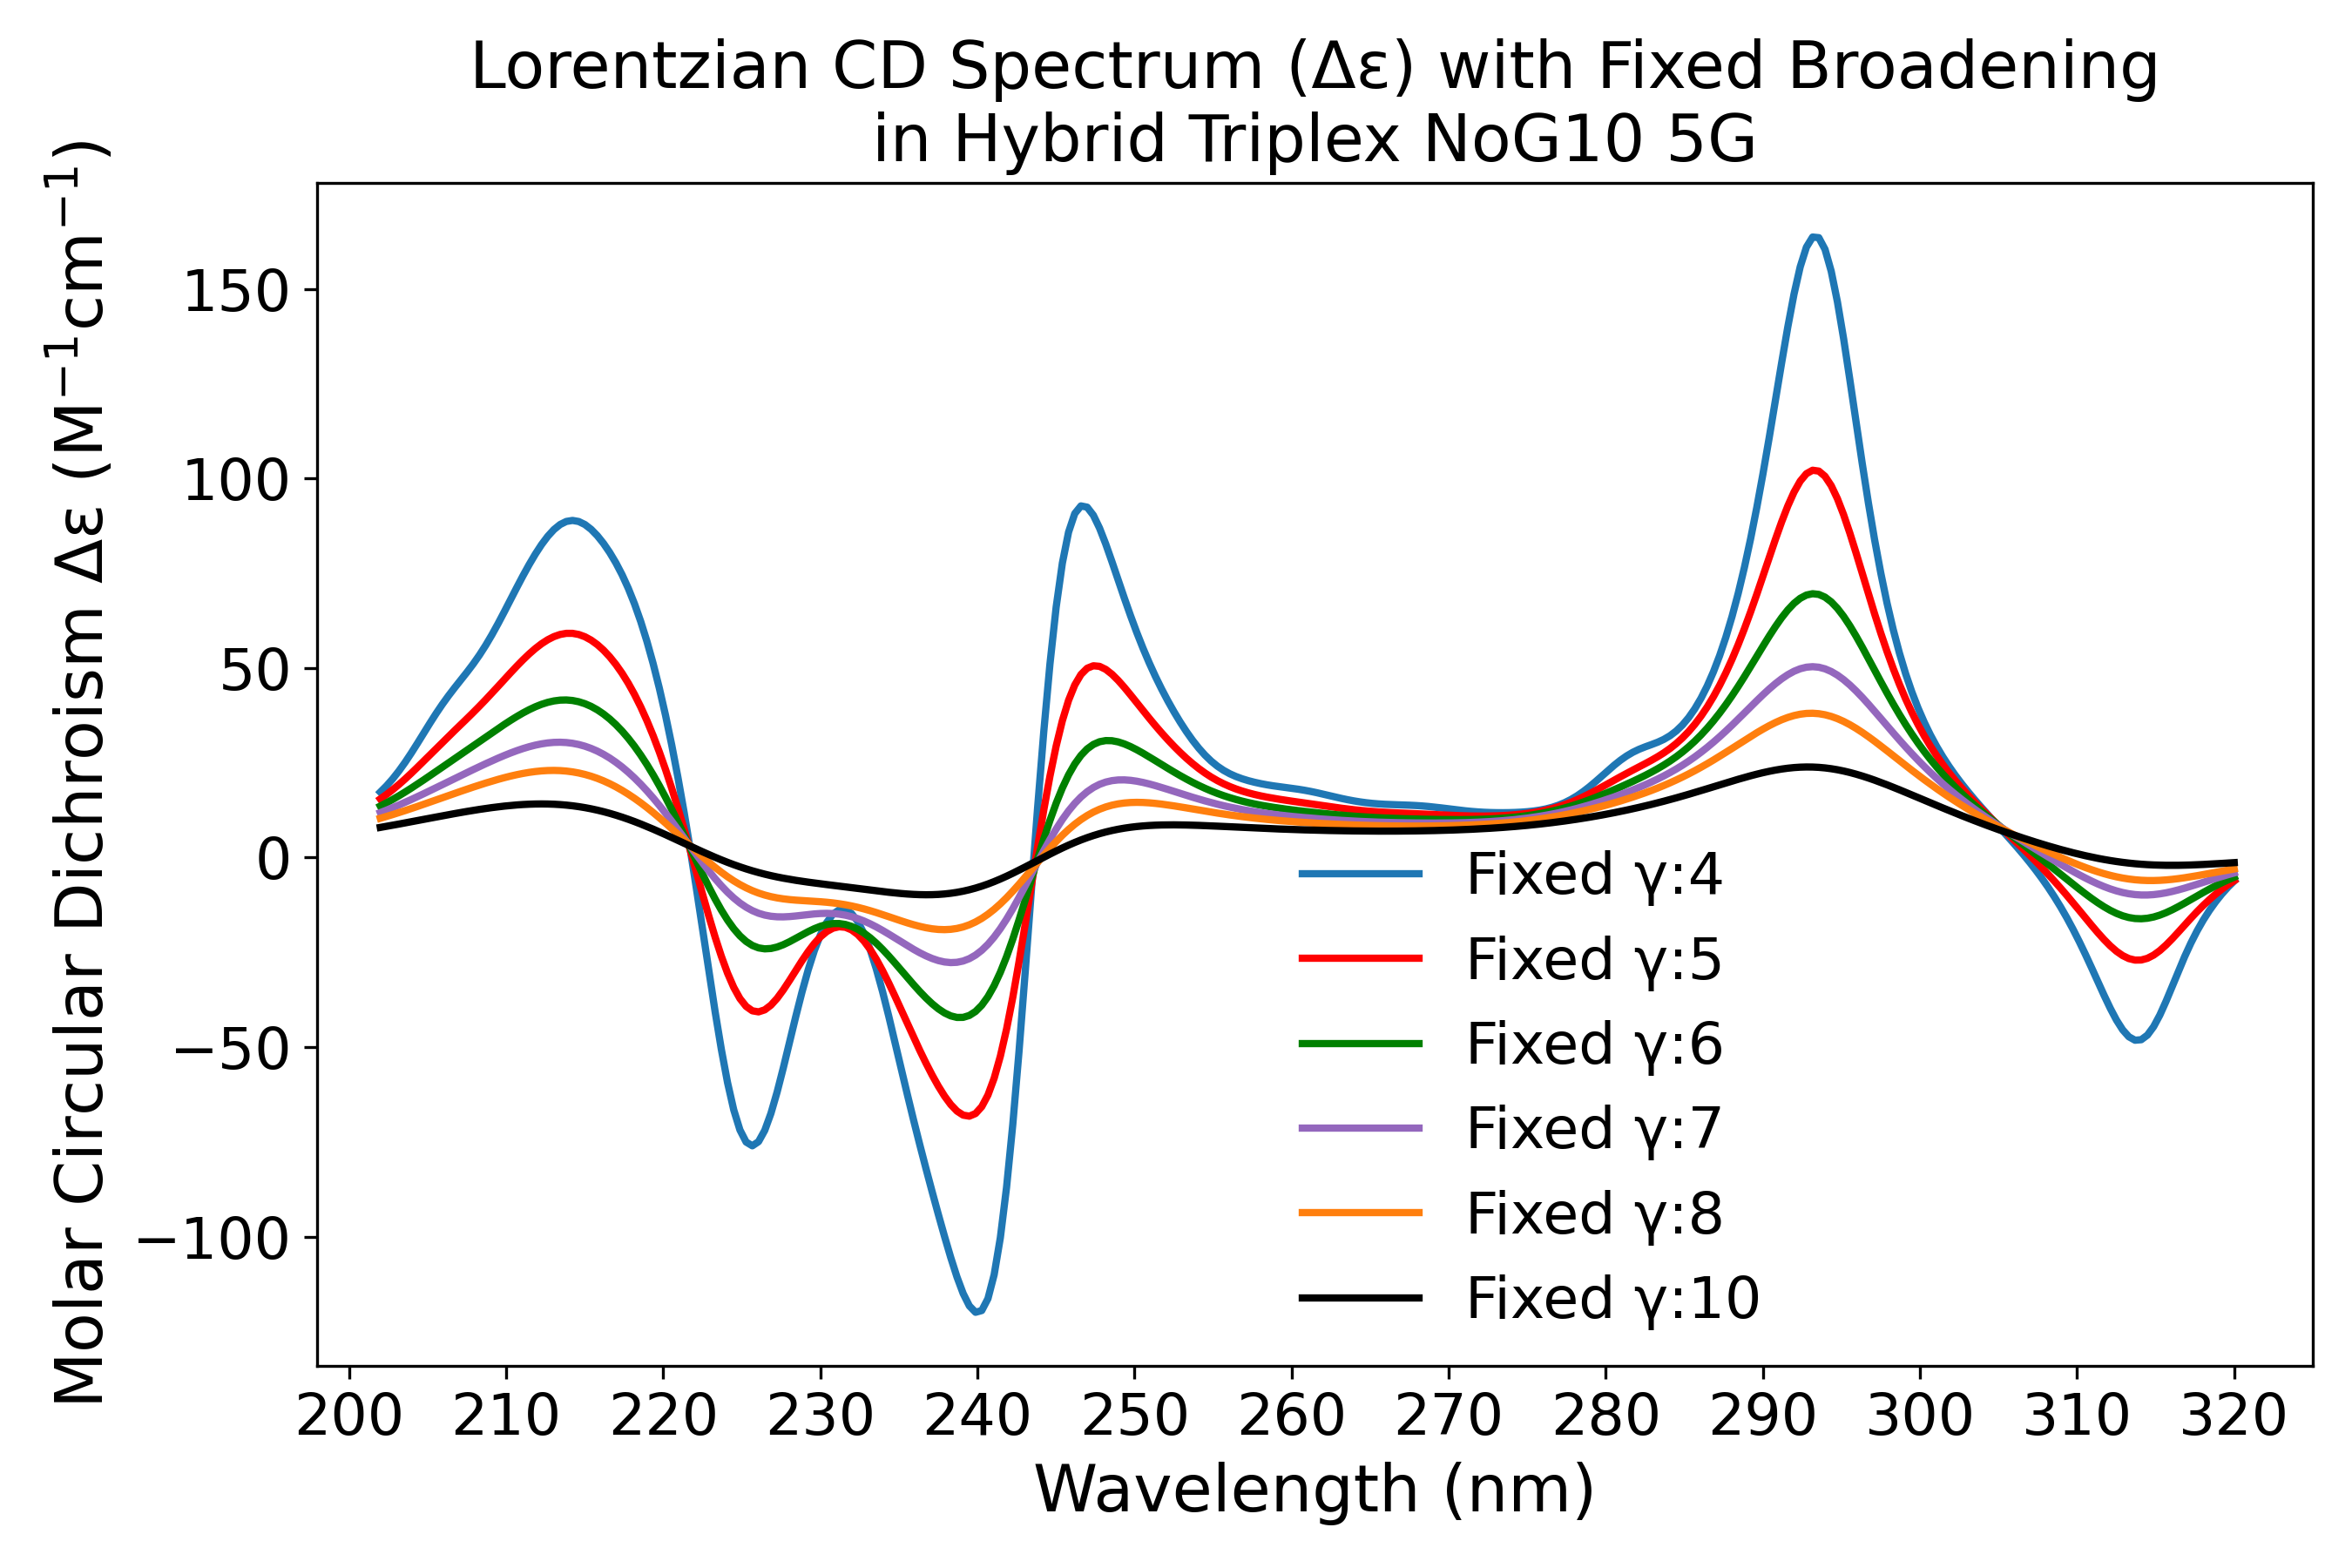 Lorentzian CD Spectrum (Δε) with Fixed Broadening
in Hybrid Triplex NoG10 5G
Molar Circular Dichroism Δε (M⁻¹cm⁻¹)
150
100
50
0
−50
−100
Fixed γ:4
Fixed γ:5
Fixed γ:6
Fixed γ:7
Fixed γ:8
Fixed γ:10
200 210 220 230 240 250 260 270 280 290 300 310 320
Wavelength (nm)